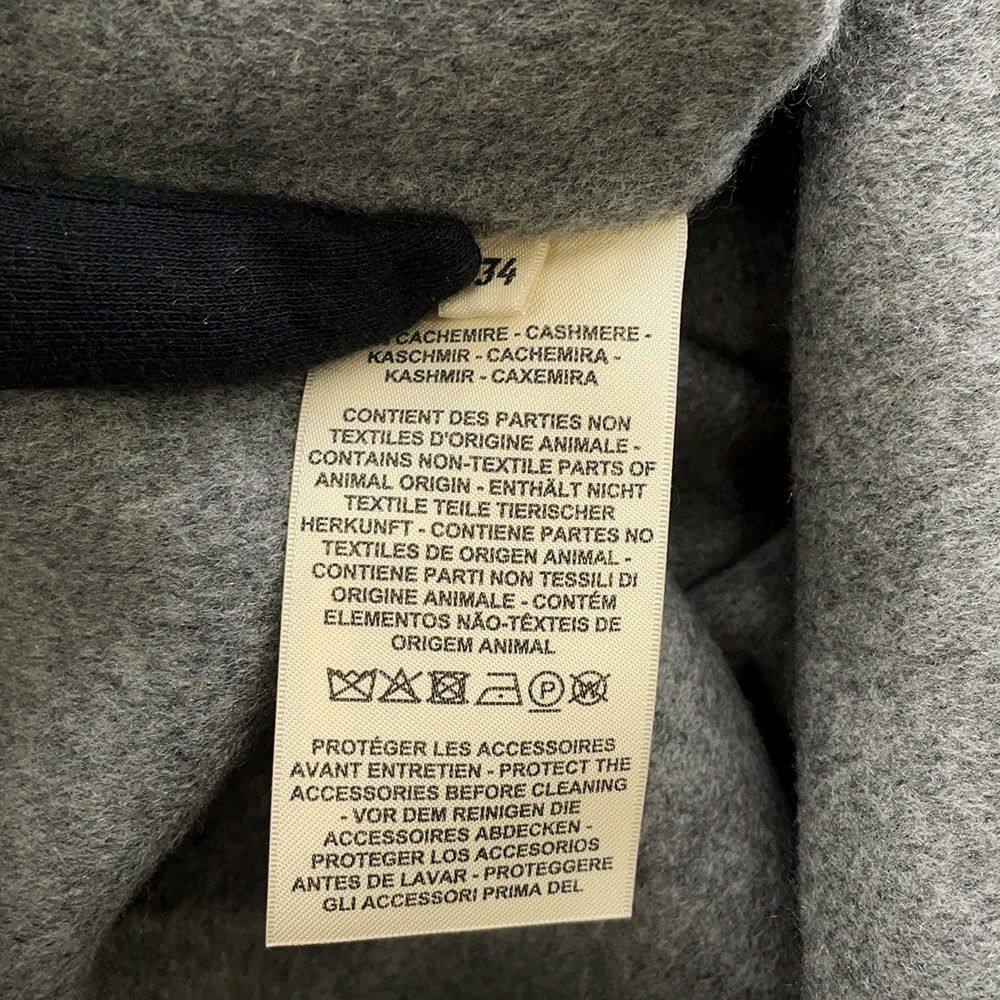 34
CACHEMIRE - CASHMERE -
KASCHMIR - CACHEMIRA -
KASHMIR - CAXEMIRA
CONTIENT DES PARTIES NON
TEXTILES D'ORIGINE ANIMALE -
CONTAINS NON-TEXTILE PARTS OF
ANIMAL ORIGIN - ENTHÄLT NICHT
TEXTILE TEILE TIERISCHER
HERKUNFT - CONTIENE PARTES NO
TEXTILES DE ORIGEN ANIMAL -
CONTIENE PARTI NON TESSILI DI
ORIGINE ANIMALE - CONTÉM
ELEMENTOS NÃO-TÊXTEIS DE
ORIGEM ANIMAL
P W
PROTÉGER LES ACCESSOIRES
AVANT ENTRETIEN - PROTECT THE
ACCESSORIES BEFORE CLEANING
- VOR DEM REINIGEN DIE
ACCESSOIRES ABDECKEN -
PROTEGER LOS ACCESORIOS
ANTES DE LAVAR - PROTEGGERE
GLI ACCESSORI PRIMA DEL